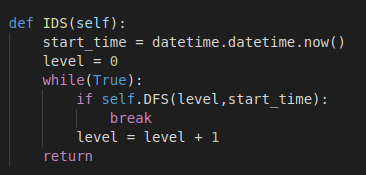 def IDS(self):
    start_time = datetime.datetime.now()
    level = 0
    while(True):
        if self.DFS(level,start_time):
            break
        level = level + 1
    return